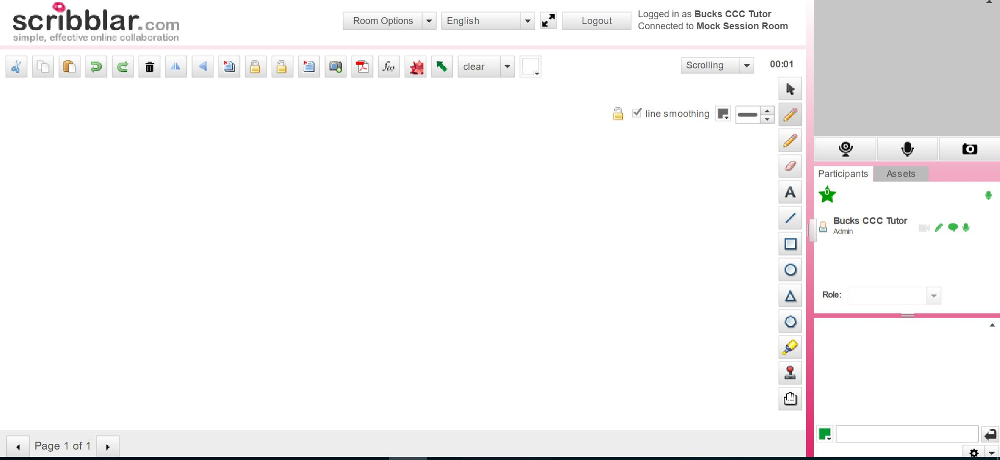 scribblar.com
simple, effective online collaboration
Room Options
English
Logout
Logged in as Bucks CCC Tutor
Connected to Mock Session Room
f(x)
clear
Scrolling
00:01
line smoothing
A
Participants
Assets
0
Bucks CCC Tutor
Admin
Role:
Page 1 of 1